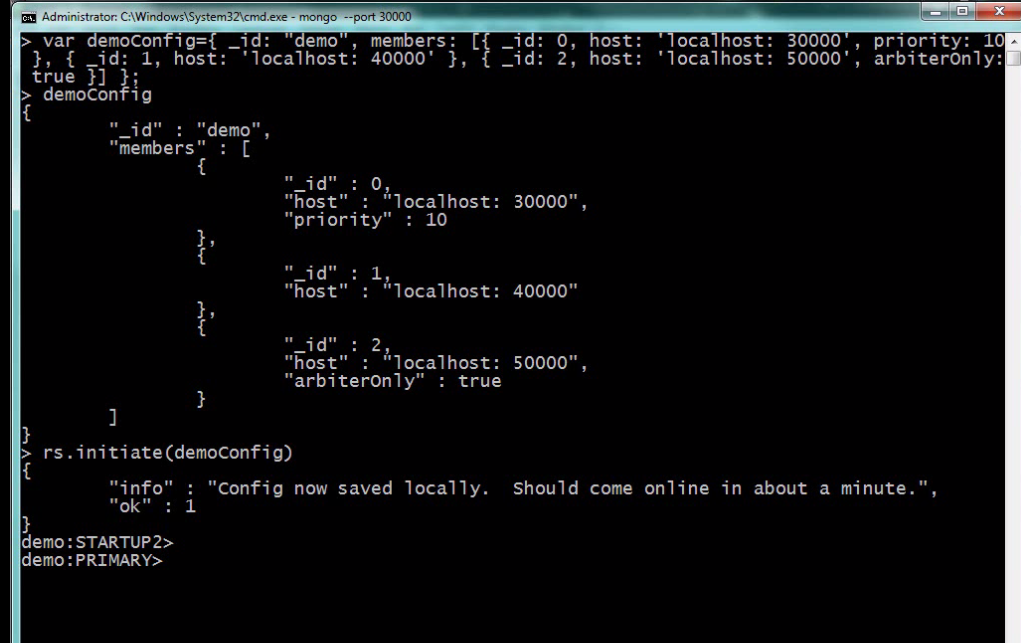 Administrator: C:\Windows\System32\cmd.exe - mongo  --port 30000
> var demoConfig={ _id: "demo", members: [{ _id: 0, host: 'localhost: 30000', priority: 10
 }, { _id: 1, host: 'localhost: 40000' }, { _id: 2, host: 'localhost: 50000', arbiterOnly:
 true }] };
> demoConfig
{
        "_id" : "demo",
        "members" : [
                {
                        "_id" : 0,
                        "host" : "localhost: 30000",
                        "priority" : 10
                },
                {
                        "_id" : 1,
                        "host" : "localhost: 40000"
                },
                {
                        "_id" : 2,
                        "host" : "localhost: 50000",
                        "arbiterOnly" : true
                }
        ]
}
> rs.initiate(demoConfig)
{
        "info" : "Config now saved locally.  Should come online in about a minute.",
        "ok" : 1
}
demo:STARTUP2>
demo:PRIMARY>